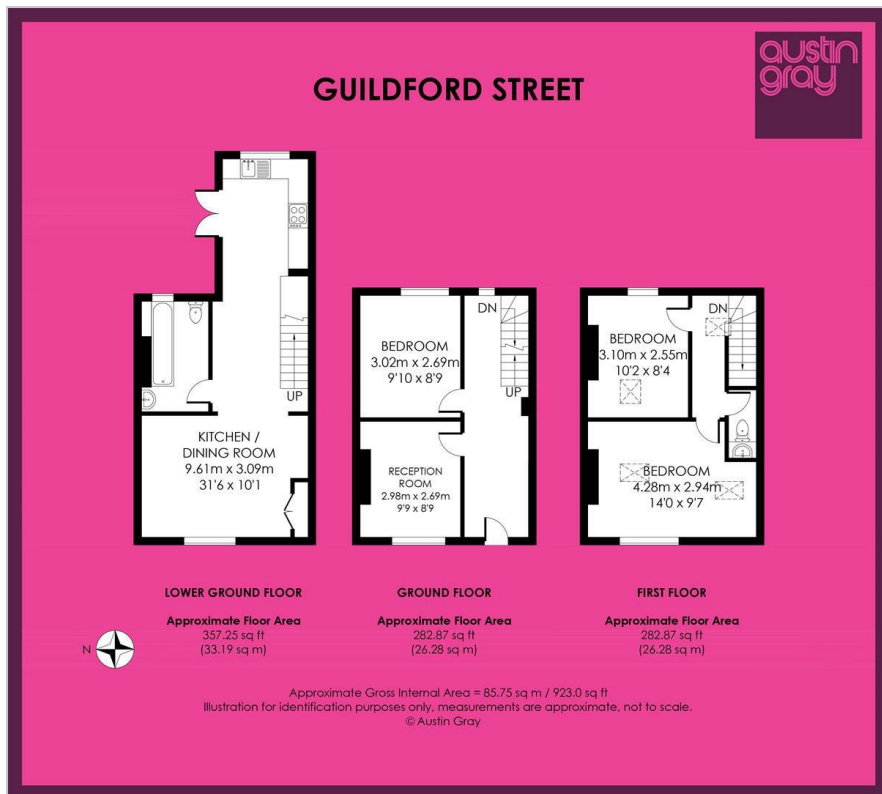 austin
gray
GUILDFORD STREET
UP
KITCHEN /
DINING ROOM
9.61m x 3.09m
31'6 x 10'1
DN
BEDROOM
3.02m x 2.69m
9'10 x 8'9
UP
RECEPTION
ROOM
2.98m x 2.69m
9'9 x 8'9
DN
BEDROOM
3.10m x 2.55m
10'2 x 8'4
BEDROOM
4.28m x 2.94m
14'0 x 9'7
LOWER GROUND FLOOR
Approximate Floor Area
357.25 sq ft
(33.19 sq m)
GROUND FLOOR
Approximate Floor Area
282.87 sq ft
(26.28 sq m)
FIRST FLOOR
Approximate Floor Area
282.87 sq ft
(26.28 sq m)
N
Approximate Gross Internal Area = 85.75 sq m / 923.0 sq ft
Illustration for identification purposes only, measurements are approximate, not to scale.
© Austin Gray